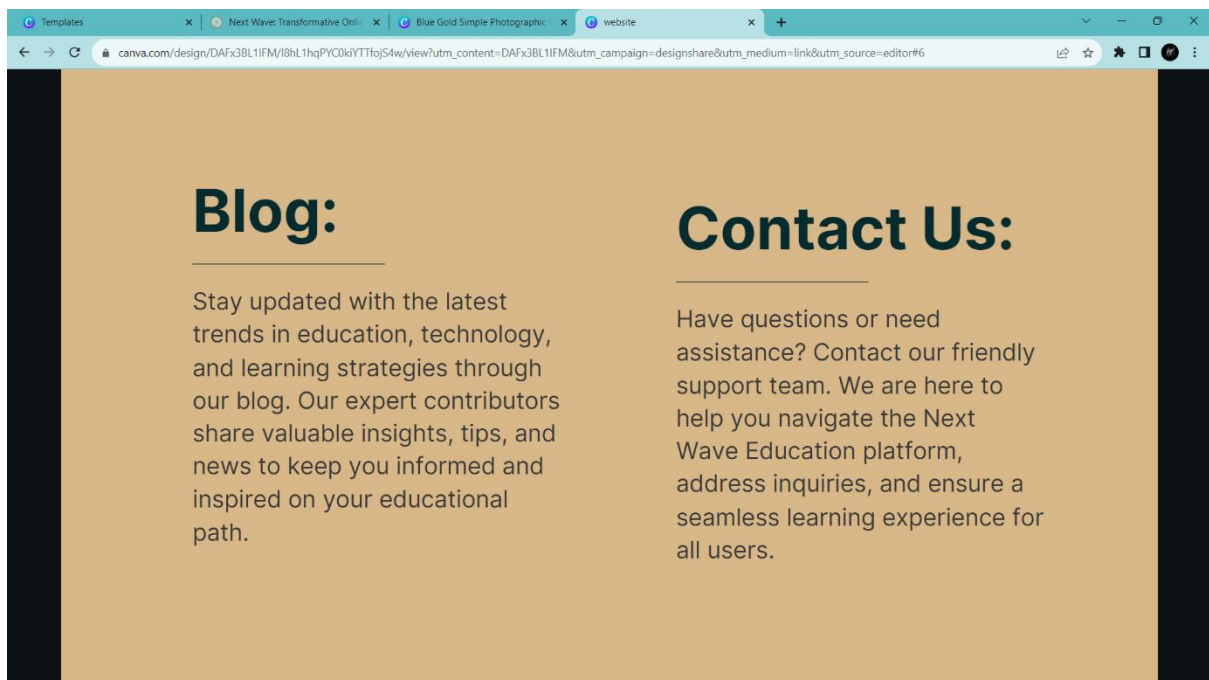 Templates
Next Wave: Transformative Onli
Blue Gold Simple Photographic
website
canva.com/design/DAFx3BL1IFM/I8hL1hqPYC0kiYTTfojS4w/view?utm_content=DAFx3BL1IFM&utm_campaign=designshare&utm_medium=link&utm_source=editor#6
Blog:
Stay updated with the latest
trends in education, technology,
and learning strategies through
our blog. Our expert contributors
share valuable insights, tips, and
news to keep you informed and
inspired on your educational
path.
Contact Us:
Have questions or need
assistance? Contact our friendly
support team. We are here to
help you navigate the Next
Wave Education platform,
address inquiries, and ensure a
seamless learning experience for
all users.